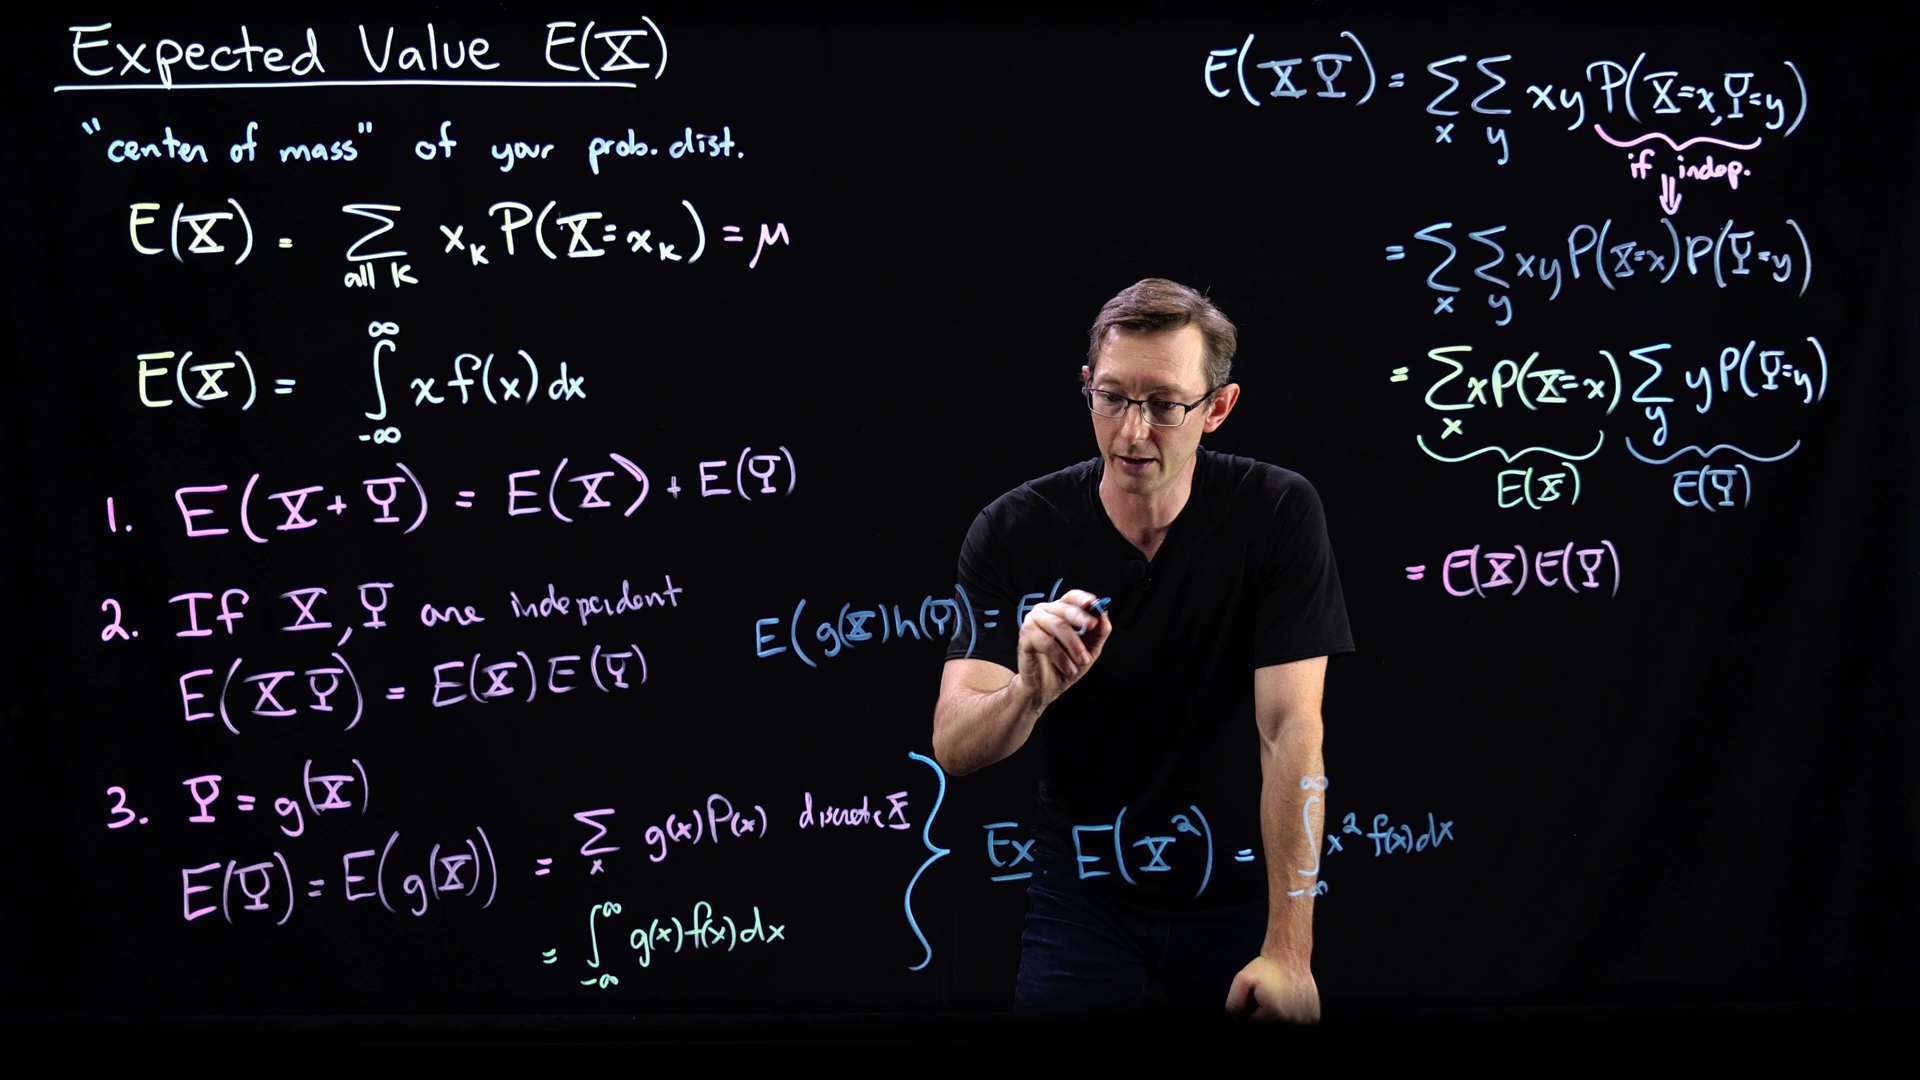 Expected Value E(X)
"center of mass" of your prob. dist.
E(X) = ∑ x_k P(X=x_k) = μ
all k
E(X) = ∫_{-∞}^{∞} x f(x) dx
1. E(X+Y) = E(X) + E(Y)
2. If X, Y are independent
E(XY) = E(X)E(Y)
E(g(X)h(Y)) = E(
3. Y = g(X)
E(Y) = E(g(X)) = ∑_x g(x)P(x) discrete X
= ∫_{-∞}^{∞} g(x)f(x)dx
Ex E(X²) = ∫_{-∞}^{∞} x² f(x)dx
E(XY) = ∑_x ∑_y xy P(X=x, Y=y)
if indep.
⇓
= ∑_x ∑_y xy P(X=x) P(Y=y)
= ∑_x x P(X=x) ∑_y y P(Y=y)
E(X) E(Y)
= E(X)E(Y)